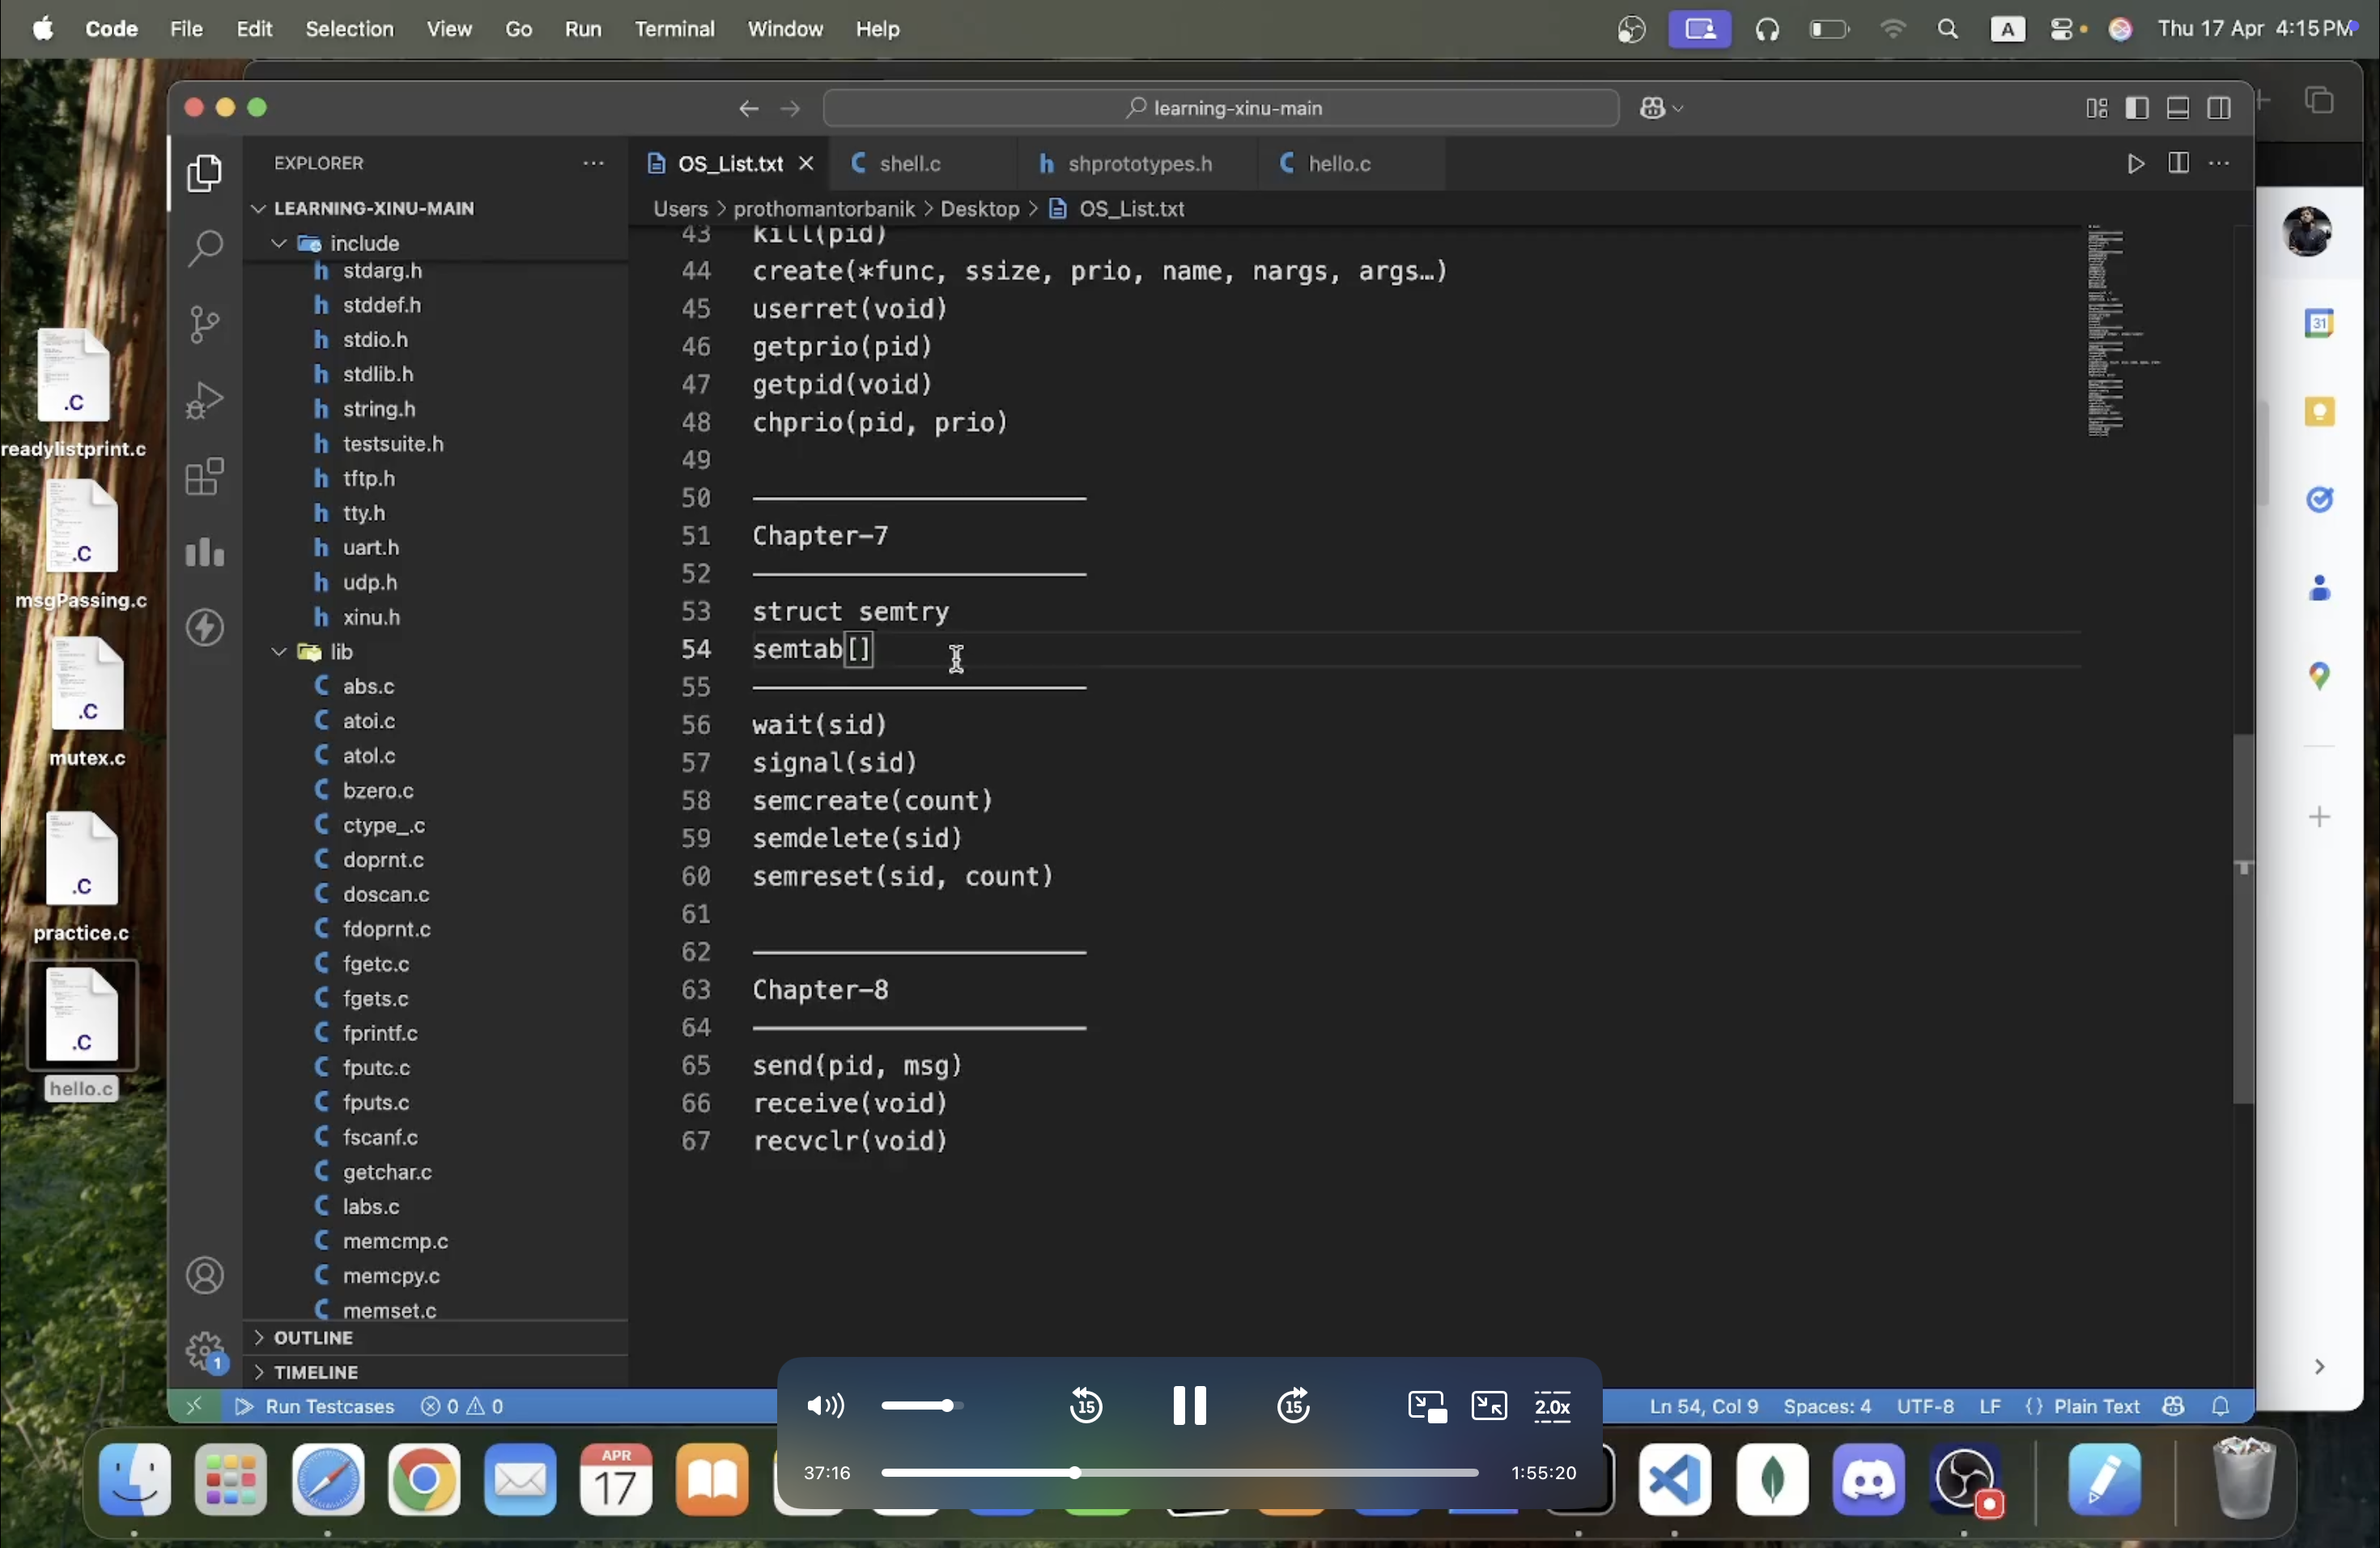 Code File Edit Selection View Go Run Terminal Window Help A Thu 17 Apr 4:15 PM
learning-xinu-main
EXPLORER
OS_List.txt shell.c shprototypes.h hello.c
Users > prothomantorbanik > Desktop > OS_List.txt
LEARNING-XINU-MAIN
include
stdarg.h
stddef.h
stdio.h
stdlib.h
string.h
testsuite.h
tftp.h
tty.h
uart.h
udp.h
xinu.h
lib
abs.c
atoi.c
atol.c
bzero.c
ctype_.c
doprnt.c
doscan.c
fdoprnt.c
fgetc.c
fgets.c
fprintf.c
fputc.c
fputs.c
fscanf.c
getchar.c
labs.c
memcmp.c
memcpy.c
memset.c
OUTLINE
TIMELINE
43 kill(pid)
44 create(*func, ssize, prio, name, nargs, args…)
45 userret(void)
46 getprio(pid)
47 getpid(void)
48 chprio(pid, prio)
49
50 ——————————————————————
51 Chapter–7
52 ——————————————————————
53 struct semtry
54 semtab[]
55 ——————————————————————
56 wait(sid)
57 signal(sid)
58 semcreate(count)
59 semdelete(sid)
60 semreset(sid, count)
61
62 ——————————————————————
63 Chapter–8
64 ——————————————————————
65 send(pid, msg)
66 receive(void)
67 recvclr(void)
.C
readylistprint.c
.C
msgPassing.c
.C
mutex.c
.C
practice.c
.C
hello.c
31
1
Run Testcases 0 0
Ln 54, Col 9 Spaces: 4 UTF-8 LF {} Plain Text
15 15 2.0x
37:16 1:55:20
APR
17